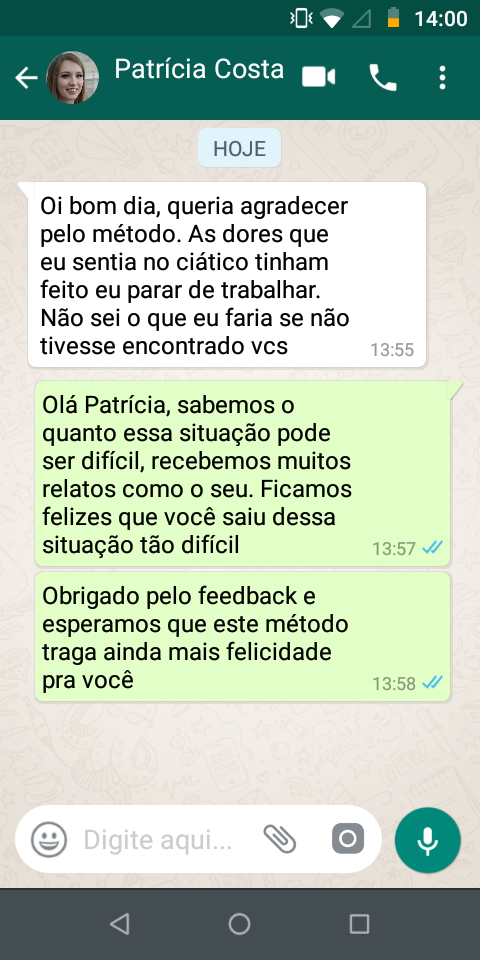 14:00
Patrícia Costa
HOJE
Oi bom dia, queria agradecer
pelo método. As dores que
eu sentia no ciático tinham
feito eu parar de trabalhar.
Não sei o que eu faria se não
tivesse encontrado vcs 13:55
Olá Patrícia, sabemos o
quanto essa situação pode
ser difícil, recebemos muitos
relatos como o seu. Ficamos
felizes que você saiu dessa
situação tão difícil 13:57
Obrigado pelo feedback e
esperamos que este método
traga ainda mais felicidade
pra você 13:58
Digite aqui...